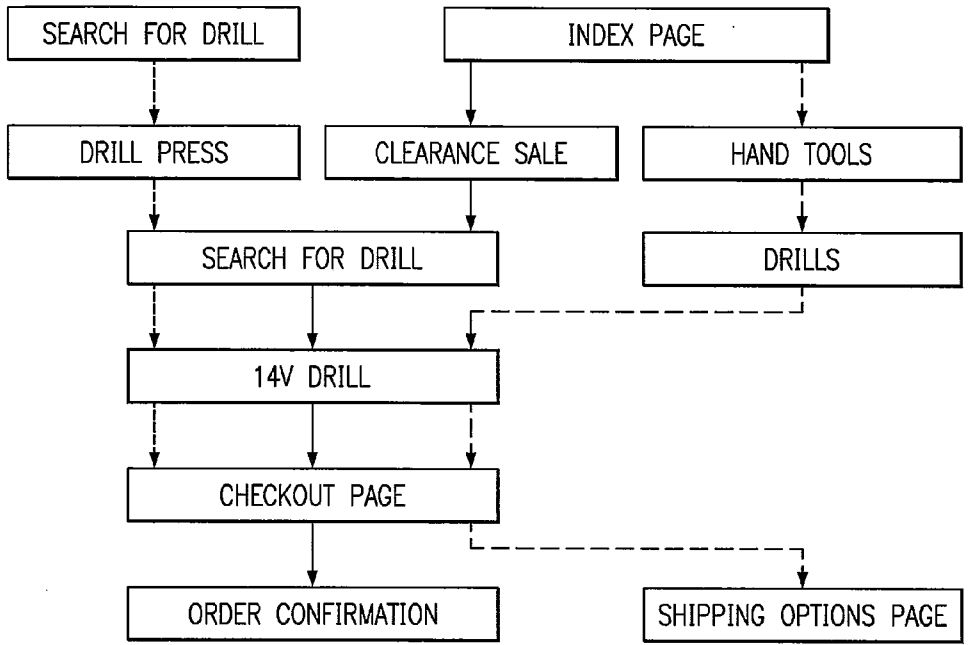 SEARCH FOR DRILL
INDEX PAGE
DRILL PRESS
CLEARANCE SALE
HAND TOOLS
SEARCH FOR DRILL
DRILLS
14V DRILL
CHECKOUT PAGE
ORDER CONFIRMATION
SHIPPING OPTIONS PAGE